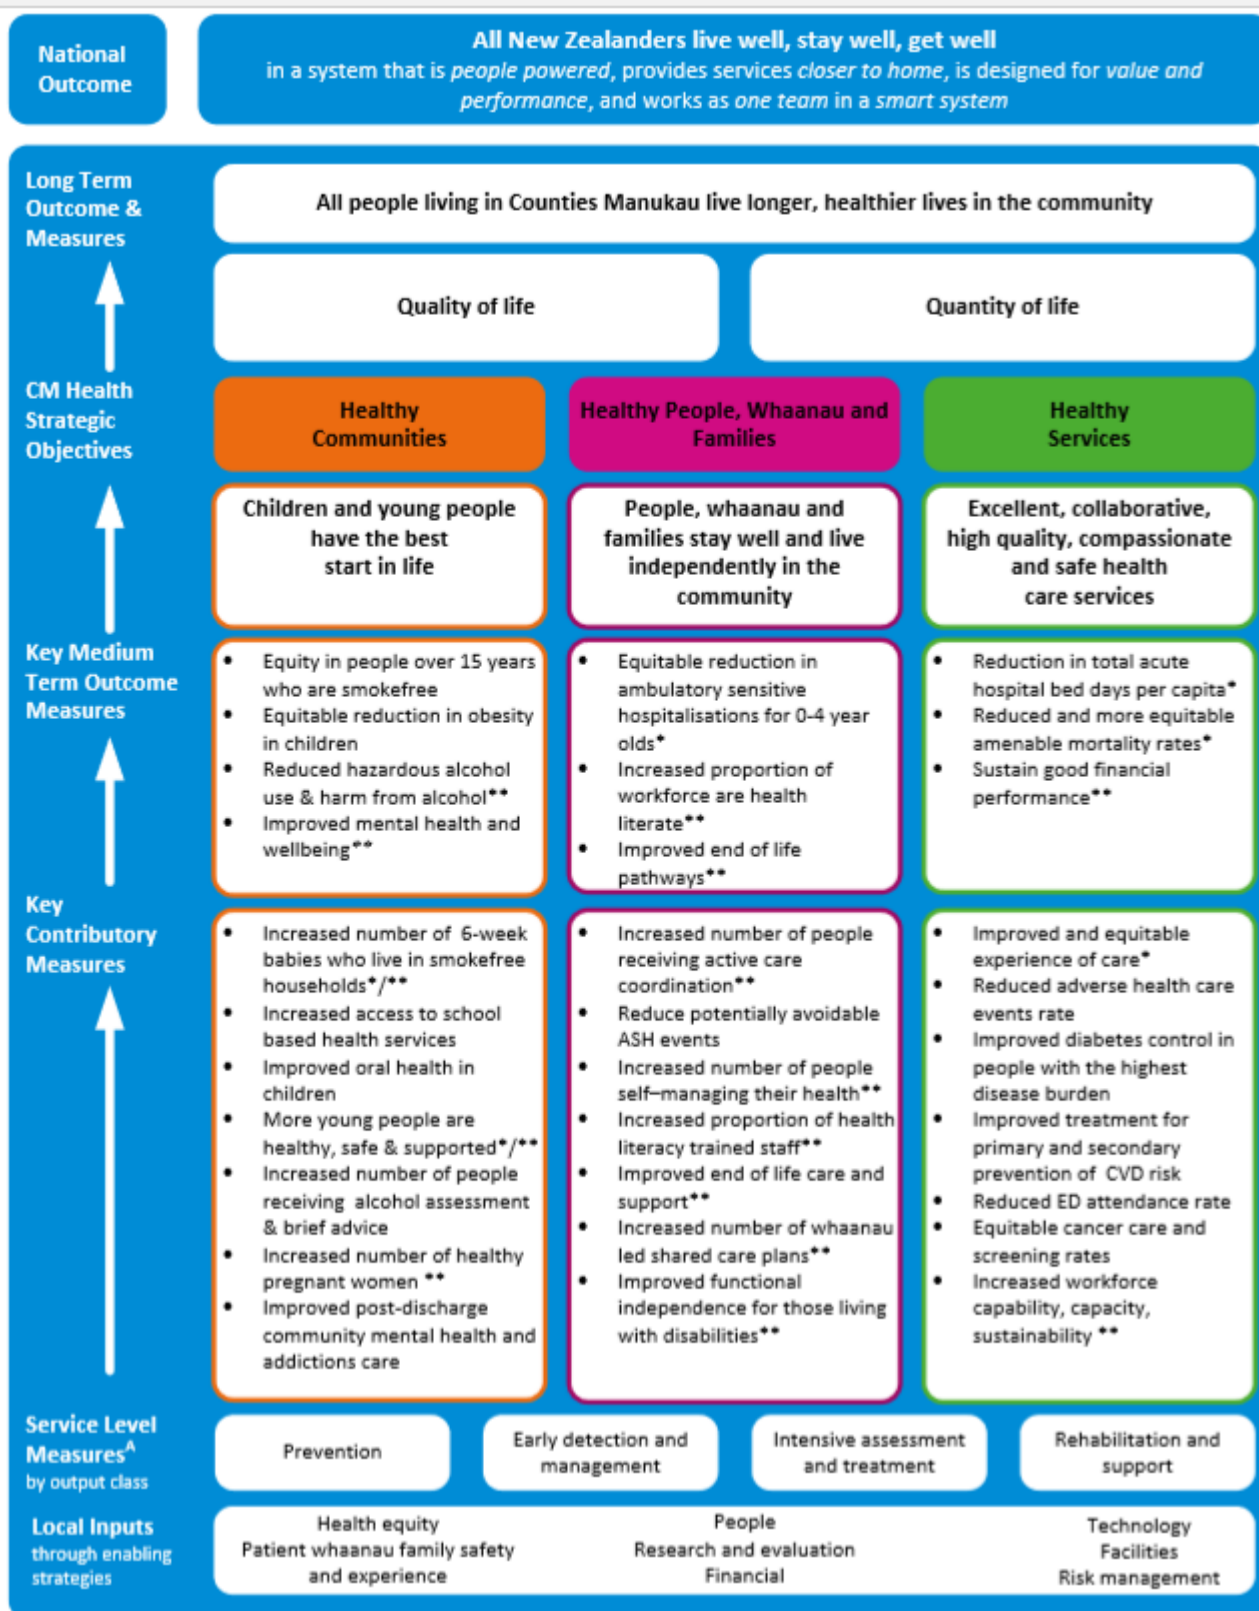 National
Outcome
All New Zealanders live well, stay well, get well
in a system that is people powered, provides services closer to home, is designed for value and
performance, and works as one team in a smart system
Long Term
Outcome &
Measures
All people living in Counties Manukau live longer, healthier lives in the community
Quality of life
Quantity of life
CM Health
Strategic
Objectives
Healthy
Communities
Healthy People, Whaanau and
Families
Healthy
Services
Children and young people
have the best
start in life
People, whaanau and
families stay well and live
independently in the
community
Excellent, collaborative,
high quality, compassionate
and safe health
care services
Key Medium
Term Outcome
Measures
• Equity in people over 15 years
who are smokefree
• Equitable reduction in obesity
in children
• Reduced hazardous alcohol
use & harm from alcohol**
• Improved mental health and
wellbeing**
• Equitable reduction in
ambulatory sensitive
hospitalisations for 0-4 year
olds*
• Increased proportion of
workforce are health
literate**
• Improved end of life
pathways**
• Reduction in total acute
hospital bed days per capita*
• Reduced and more equitable
amenable mortality rates*
• Sustain good financial
performance**
Key
Contributory
Measures
• Increased number of 6-week
babies who live in smokefree
households*/**
• Increased access to school
based health services
• Improved oral health in
children
• More young people are
healthy, safe & supported*/**
• Increased number of people
receiving alcohol assessment
& brief advice
• Increased number of healthy
pregnant women **
• Improved post-discharge
community mental health and
addictions care
• Increased number of people
receiving active care
coordination**
• Reduce potentially avoidable
ASH events
• Increased number of people
self–managing their health**
• Increased proportion of health
literacy trained staff**
• Improved end of life care and
support**
• Increased number of whaanau
led shared care plans**
• Improved functional
independence for those living
with disabilities**
• Improved and equitable
experience of care*
• Reduced adverse health care
events rate
• Improved diabetes control in
people with the highest
disease burden
• Improved treatment for
primary and secondary
prevention of CVD risk
• Reduced ED attendance rate
• Equitable cancer care and
screening rates
• Increased workforce
capability, capacity,
sustainability **
Service Level
Measures^A
by output class
Prevention
Early detection and
management
Intensive assessment
and treatment
Rehabilitation and
support
Local Inputs
through enabling
strategies
Health equity
Patient whaanau family safety
and experience
People
Research and evaluation
Financial
Technology
Facilities
Risk management